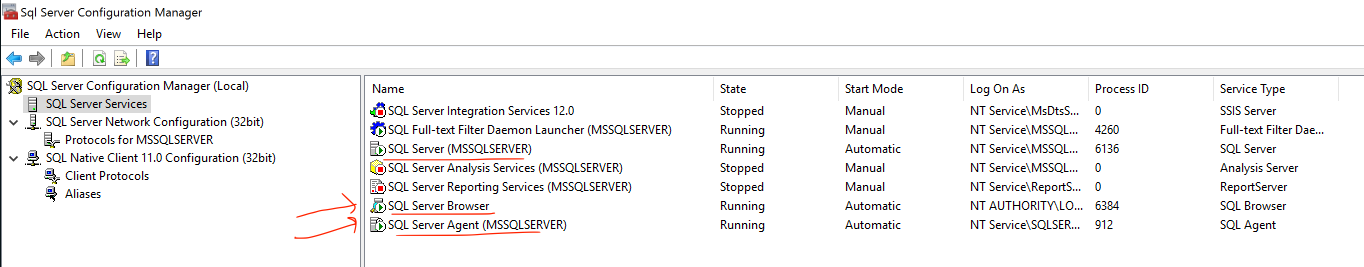 Sql Server Configuration Manager
File Action View Help
SQL Server Configuration Manager (Local)
SQL Server Services
SQL Server Network Configuration (32bit)
Protocols for MSSQLSERVER
SQL Native Client 11.0 Configuration (32bit)
Client Protocols
Aliases
Name State Start Mode Log On As Process ID Service Type
SQL Server Integration Services 12.0 Stopped Manual NT Service\MsDtsS... 0 SSIS Server
SQL Full-text Filter Daemon Launcher (MSSQLSERVER) Running Manual NT Service\MSSQL... 4260 Full-text Filter Dae...
SQL Server (MSSQLSERVER) Running Automatic NT Service\MSSQL... 6136 SQL Server
SQL Server Analysis Services (MSSQLSERVER) Stopped Manual NT Service\MSSQL... 0 Analysis Server
SQL Server Reporting Services (MSSQLSERVER) Stopped Manual NT Service\ReportS... 0 ReportServer
SQL Server Browser Running Automatic NT AUTHORITY\LO... 6384 SQL Browser
SQL Server Agent (MSSQLSERVER) Running Automatic NT Service\SQLSER... 912 SQL Agent